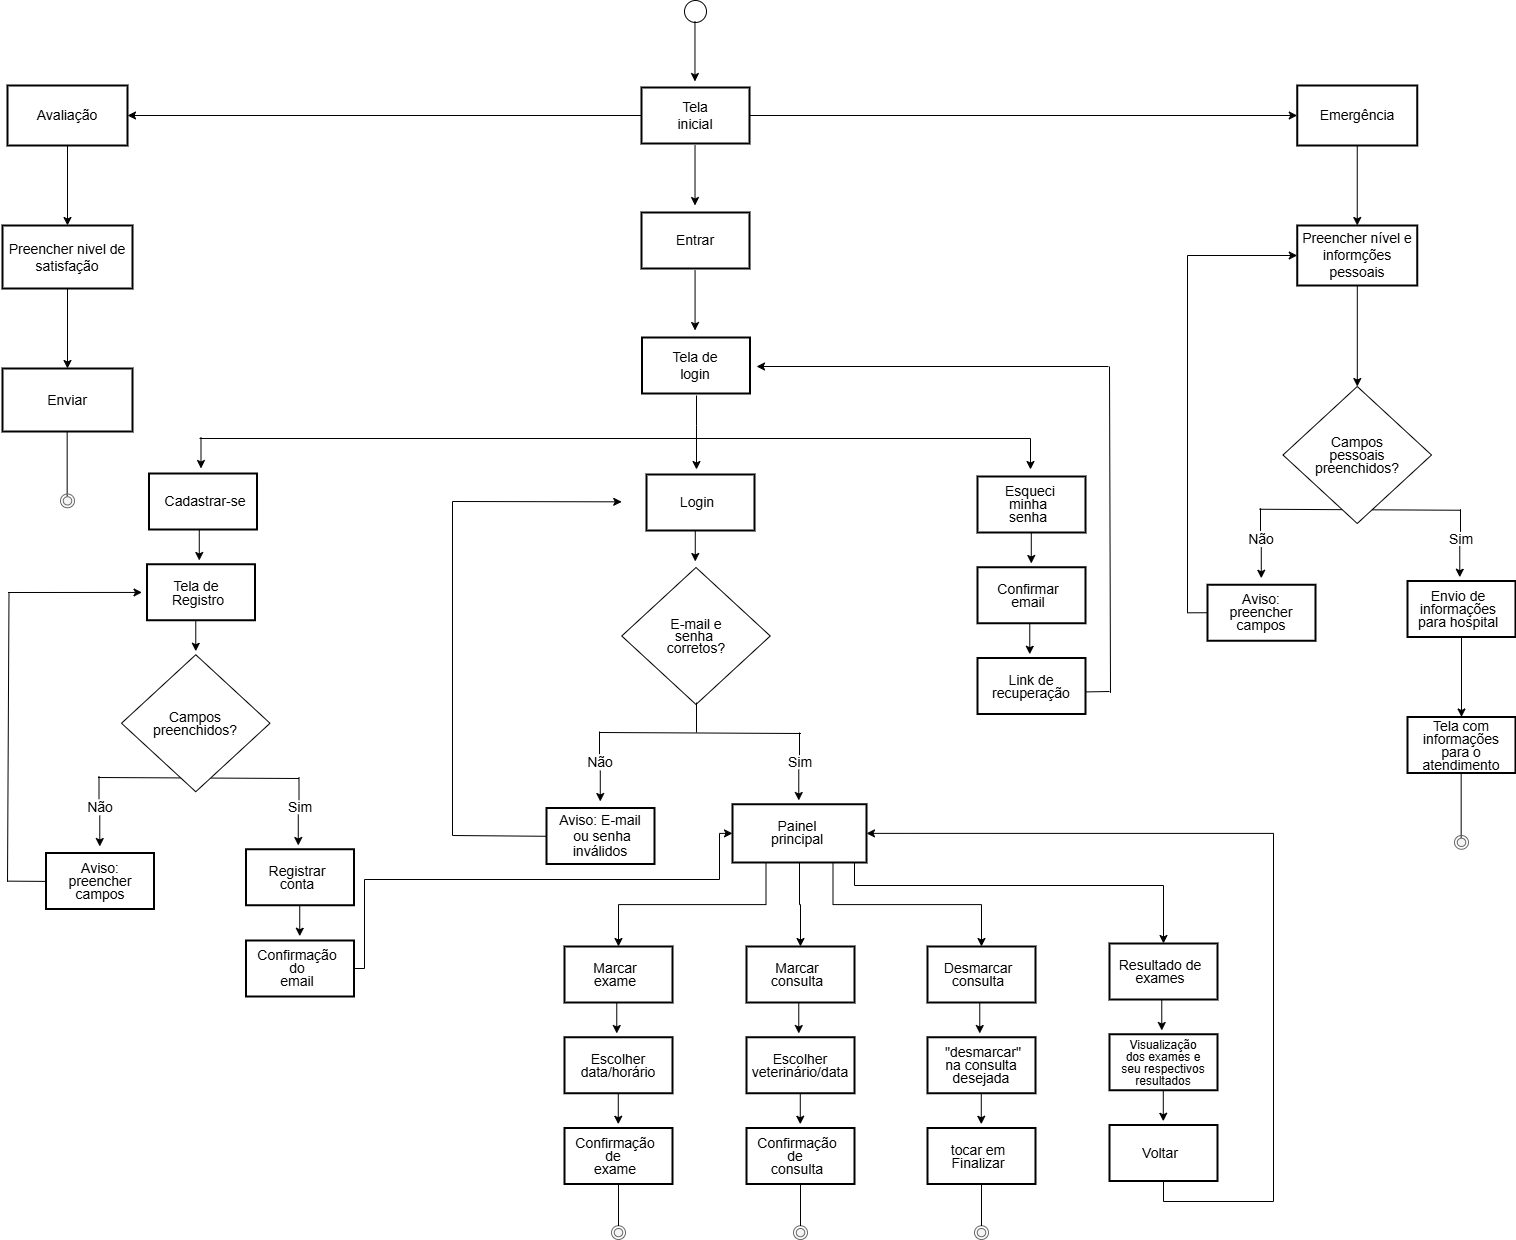 Tela
inicial
Avaliação
Emergência
Preencher nivel de
satisfação
Entrar
Preencher nível e
informções
pessoais
Enviar
Tela de
login
Campos
pessoais
preenchidos?
Não
Sim
Aviso:
preencher
campos
Envio de
informações
para hospital
Tela com
informações
para o
atendimento
Cadastrar-se
Login
Esqueci
minha
senha
Tela de
Registro
Confirmar
email
E-mail e
senha
corretos?
Link de
recuperação
Campos
preenchidos?
Não
Sim
Não
Sim
Aviso: E-mail
ou senha
inválidos
Painel
principal
Aviso:
preencher
campos
Registrar
conta
Confirmação
do
email
Marcar
exame
Marcar
consulta
Desmarcar
consulta
Resultado de
exames
Escolher
data/horário
Escolher
veterinário/data
"desmarcar"
na consulta
desejada
Visualização
dos exames e
seu respectivos
resultados
Confirmação
de
exame
Confirmação
de
consulta
tocar em
Finalizar
Voltar